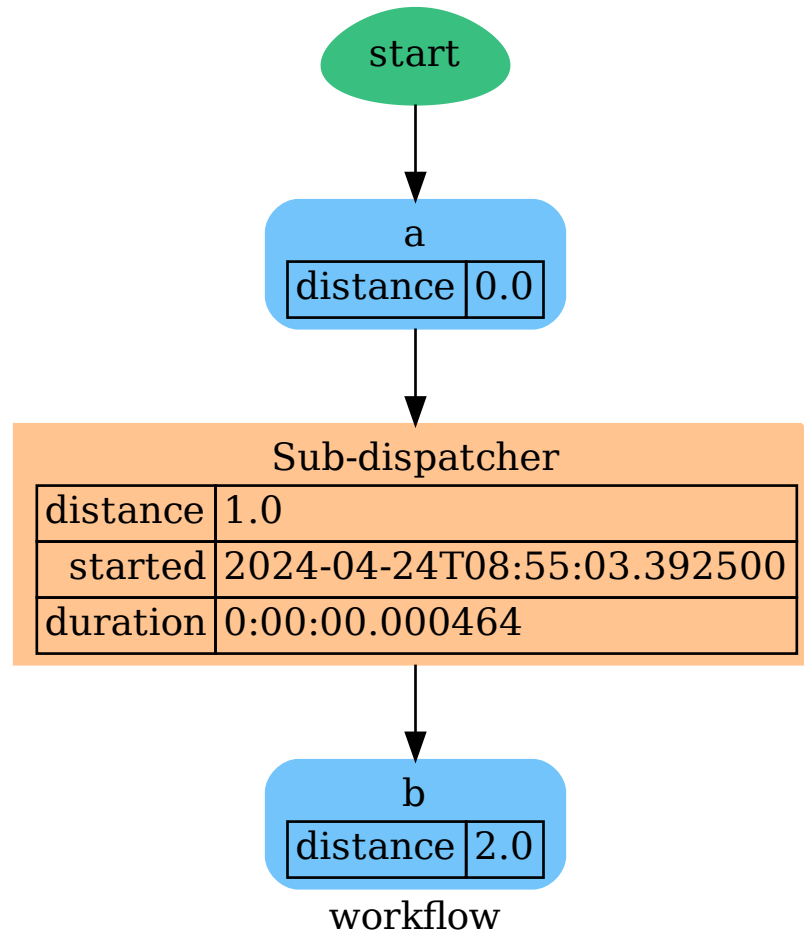 start
a
distance 0.0
Sub-dispatcher
distance 1.0
started 2024-04-24T08:55:03.392500
duration 0:00:00.000464
b
distance 2.0
workflow